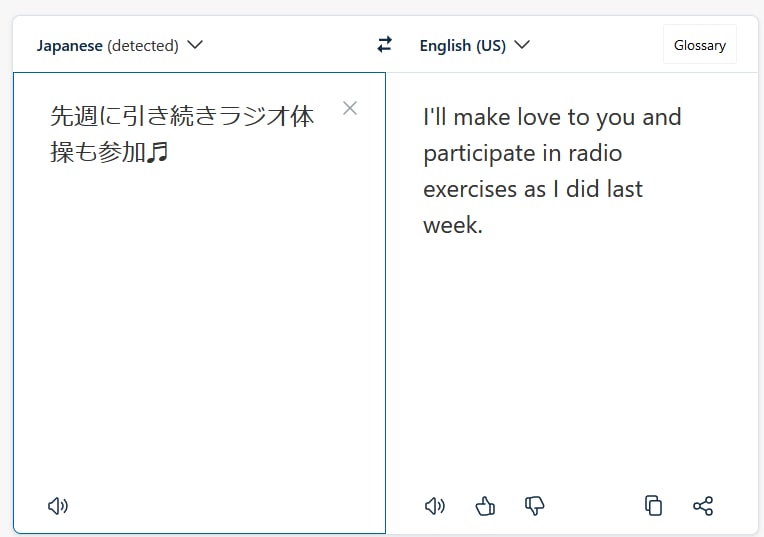 Japanese (detected)
English (US)
Glossary
先週に引き続きラジオ体
操も参加♬
I'll make love to you and
participate in radio
exercises as I did last
week.